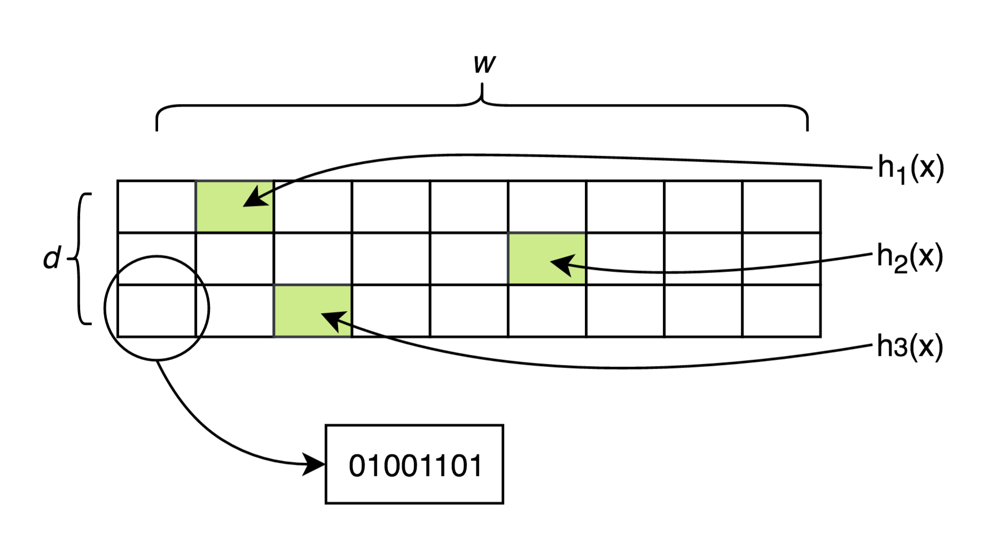 w
h₁(x)
d
h₂(x)
h3(x)
01001101